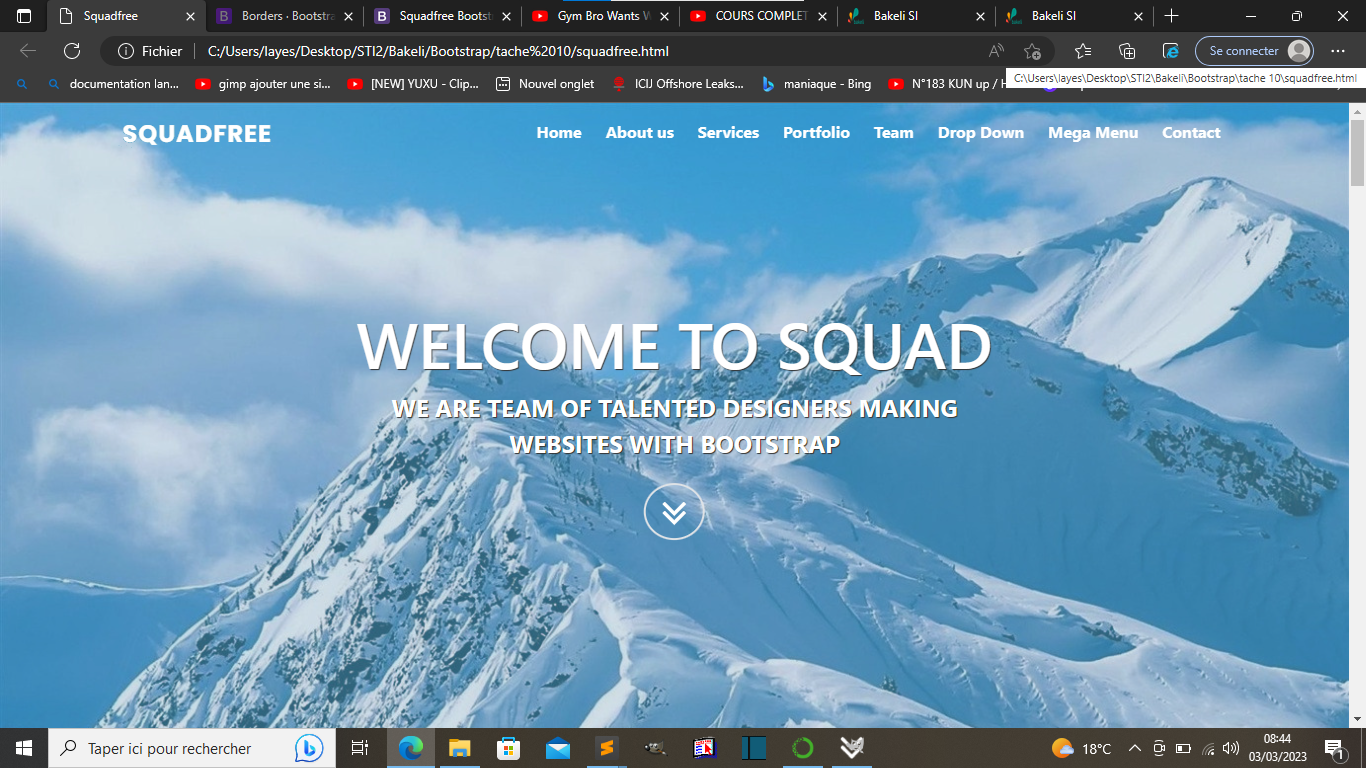 Squadfree
Borders · Bootstra
Squadfree Bootst
Gym Bro Wants W
COURS COMPLET
Bakeli SI
Bakeli SI
Fichier
C:/Users/layes/Desktop/STI2/Bakeli/Bootstrap/tache%2010/squadfree.html
Se connecter
C:\Users\layes\Desktop\STI2\Bakeli\Bootstrap\tache 10\squadfree.html
documentation lan...
gimp ajouter une si...
[NEW] YUXU - Clip...
Nouvel onglet
ICIJ Offshore Leaks...
maniaque - Bing
N°183 KUN up / H
SQUADFREE
Home
About us
Services
Portfolio
Team
Drop Down
Mega Menu
Contact
WELCOME TO SQUAD
WE ARE TEAM OF TALENTED DESIGNERS MAKING
WEBSITES WITH BOOTSTRAP
Taper ici pour rechercher
18°C
08:44
03/03/2023
1